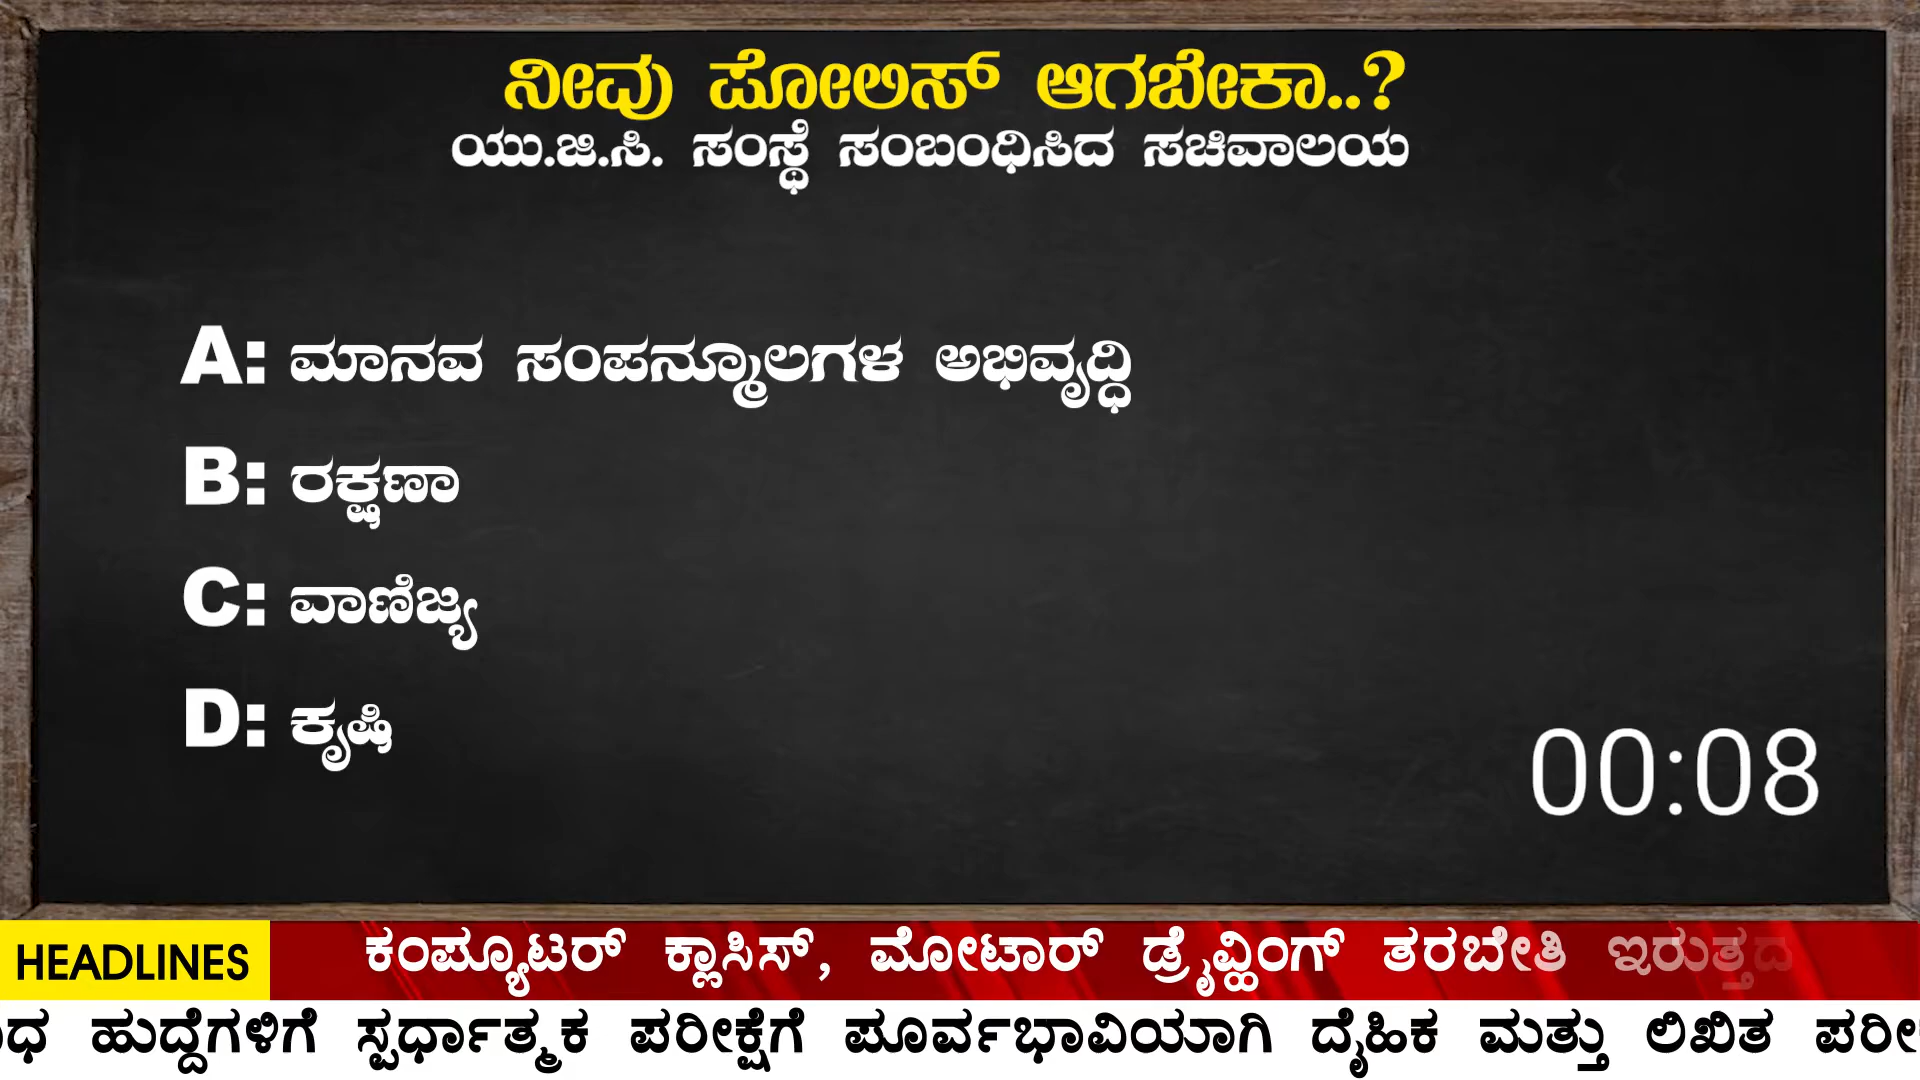 ನೀವು ಪೋಲಿಸ್ ಆಗಬೇಕಾ..?
ಯು.ಜಿ.ಸಿ. ಸಂಸ್ಥೆ ಸಂಬಂಧಿಸಿದ ಸಚಿವಾಲಯ
A: ಮಾನವ ಸಂಪನ್ಮೂಲಗಳ ಅಭಿವೃದ್ಧಿ
B: ರಕ್ಷಣಾ
C: ವಾಣಿಜ್ಯ
D: ಕೃಷಿ
00:08
HEADLINES
ಕಂಪ್ಯೂಟರ್ ಕ್ಲಾಸಿಸ್, ಮೋಟಾರ್ ಡ್ರೈವ್ಹಿಂಗ್ ತರಬೇತಿ ಇರುತ್ತದ
ಹುದ್ದೆಗಳಿಗೆ ಸ್ಪರ್ಧಾತ್ಮಕ ಪರೀಕ್ಷೆಗೆ ಪೂರ್ವಭಾವಿಯಾಗಿ ದೈಹಿಕ ಮತ್ತು ಲಿಖಿತ